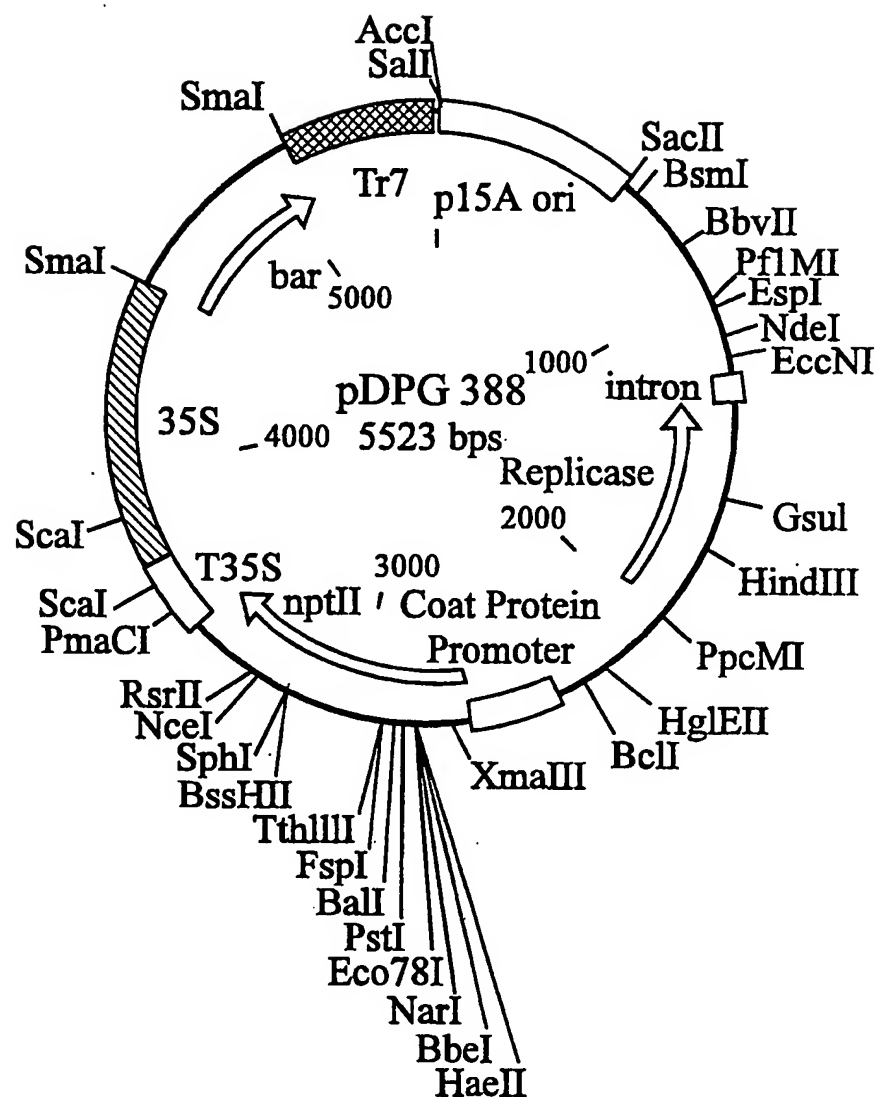 AccI
SalI
SmaI
SacII
BsmI
Tr7
p15A ori
BbvII
Pf1MI
EspI
NdeI
EccNI
SmaI
bar
5000
1000
intron
pDPG 388
5523 bps
35S
4000
Replicase
2000
GsuI
HindIII
ScaI
T35S
nptII
3000
Coat Protein
Promoter
ScaI
PmaCI
PpcMI
RsrII
NceI
SphI
BssHII
HglEII
BclI
XmaIII
TthlllI
FspI
BalI
PstI
Eco78I
NarI
BbeI
HaeII